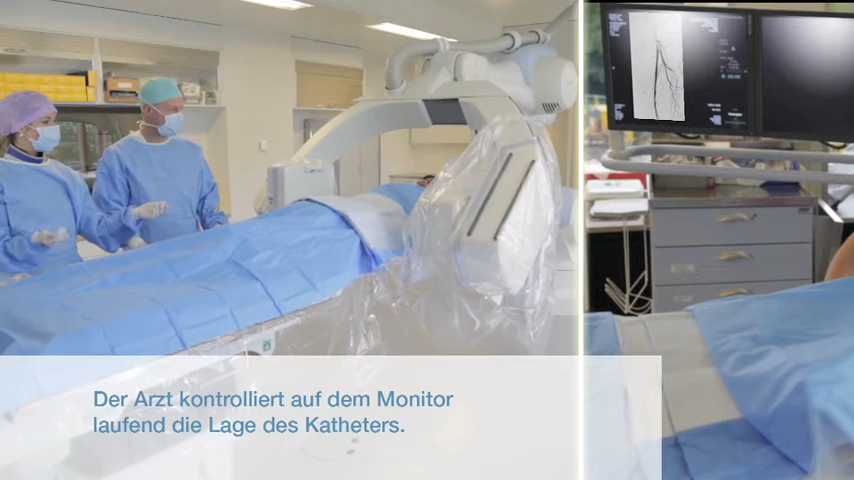 Der Arzt kontrolliert auf dem Monitor
laufend die Lage des Katheters.